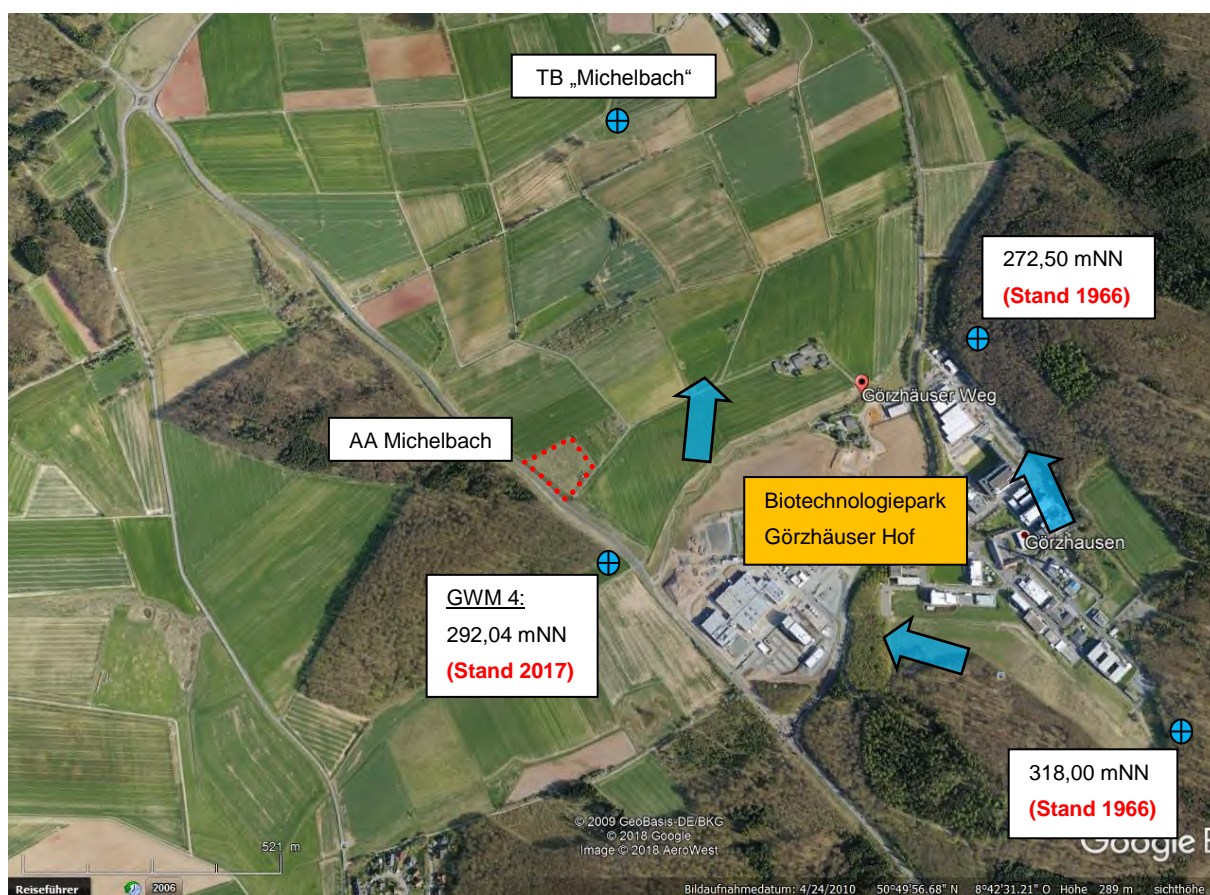 TB „Michelbach“
272,50 mNN
(Stand 1966)
Görzhäuser Weg
AA Michelbach
Biotechnologiepark
Görzhäuser Hof
Görzhausen
GWM 4:
292,04 mNN
(Stand 2017)
318,00 mNN
(Stand 1966)
© 2009 GeoBasis-DE/BKG
© 2018 Google
Image © 2018 AeroWest
Google E
521 m
Reiseführer
2006
Bildaufnahmedatum: 4/24/2010 50°49'56.68" N 8°42'31.21" O Höhe 289 m sichthöhe